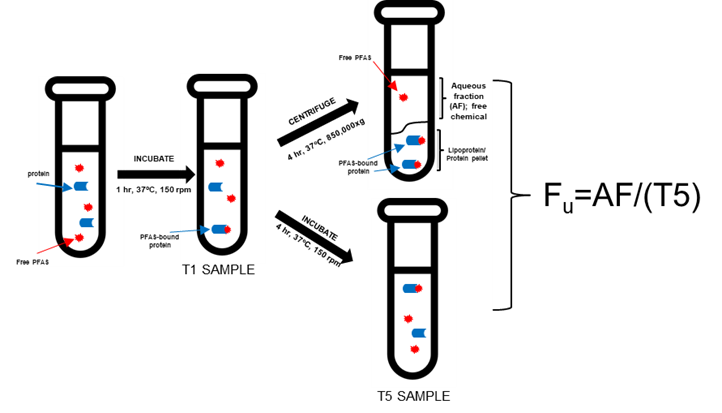 protein
Free PFAS
INCUBATE
1 hr, 37ºC, 150 rpm
PFAS-bound
protein
T1 SAMPLE
CENTRIFUGE
4 hr, 37ºC, 850,000xg
INCUBATE
4 hr, 37ºC, 150 rpm
Free PFAS
Aqueous
fraction
(AF); free
chemical
PFAS-bound
protein
Lipoprotein/
Protein pellet
T5 SAMPLE
Fu=AF/(T5)